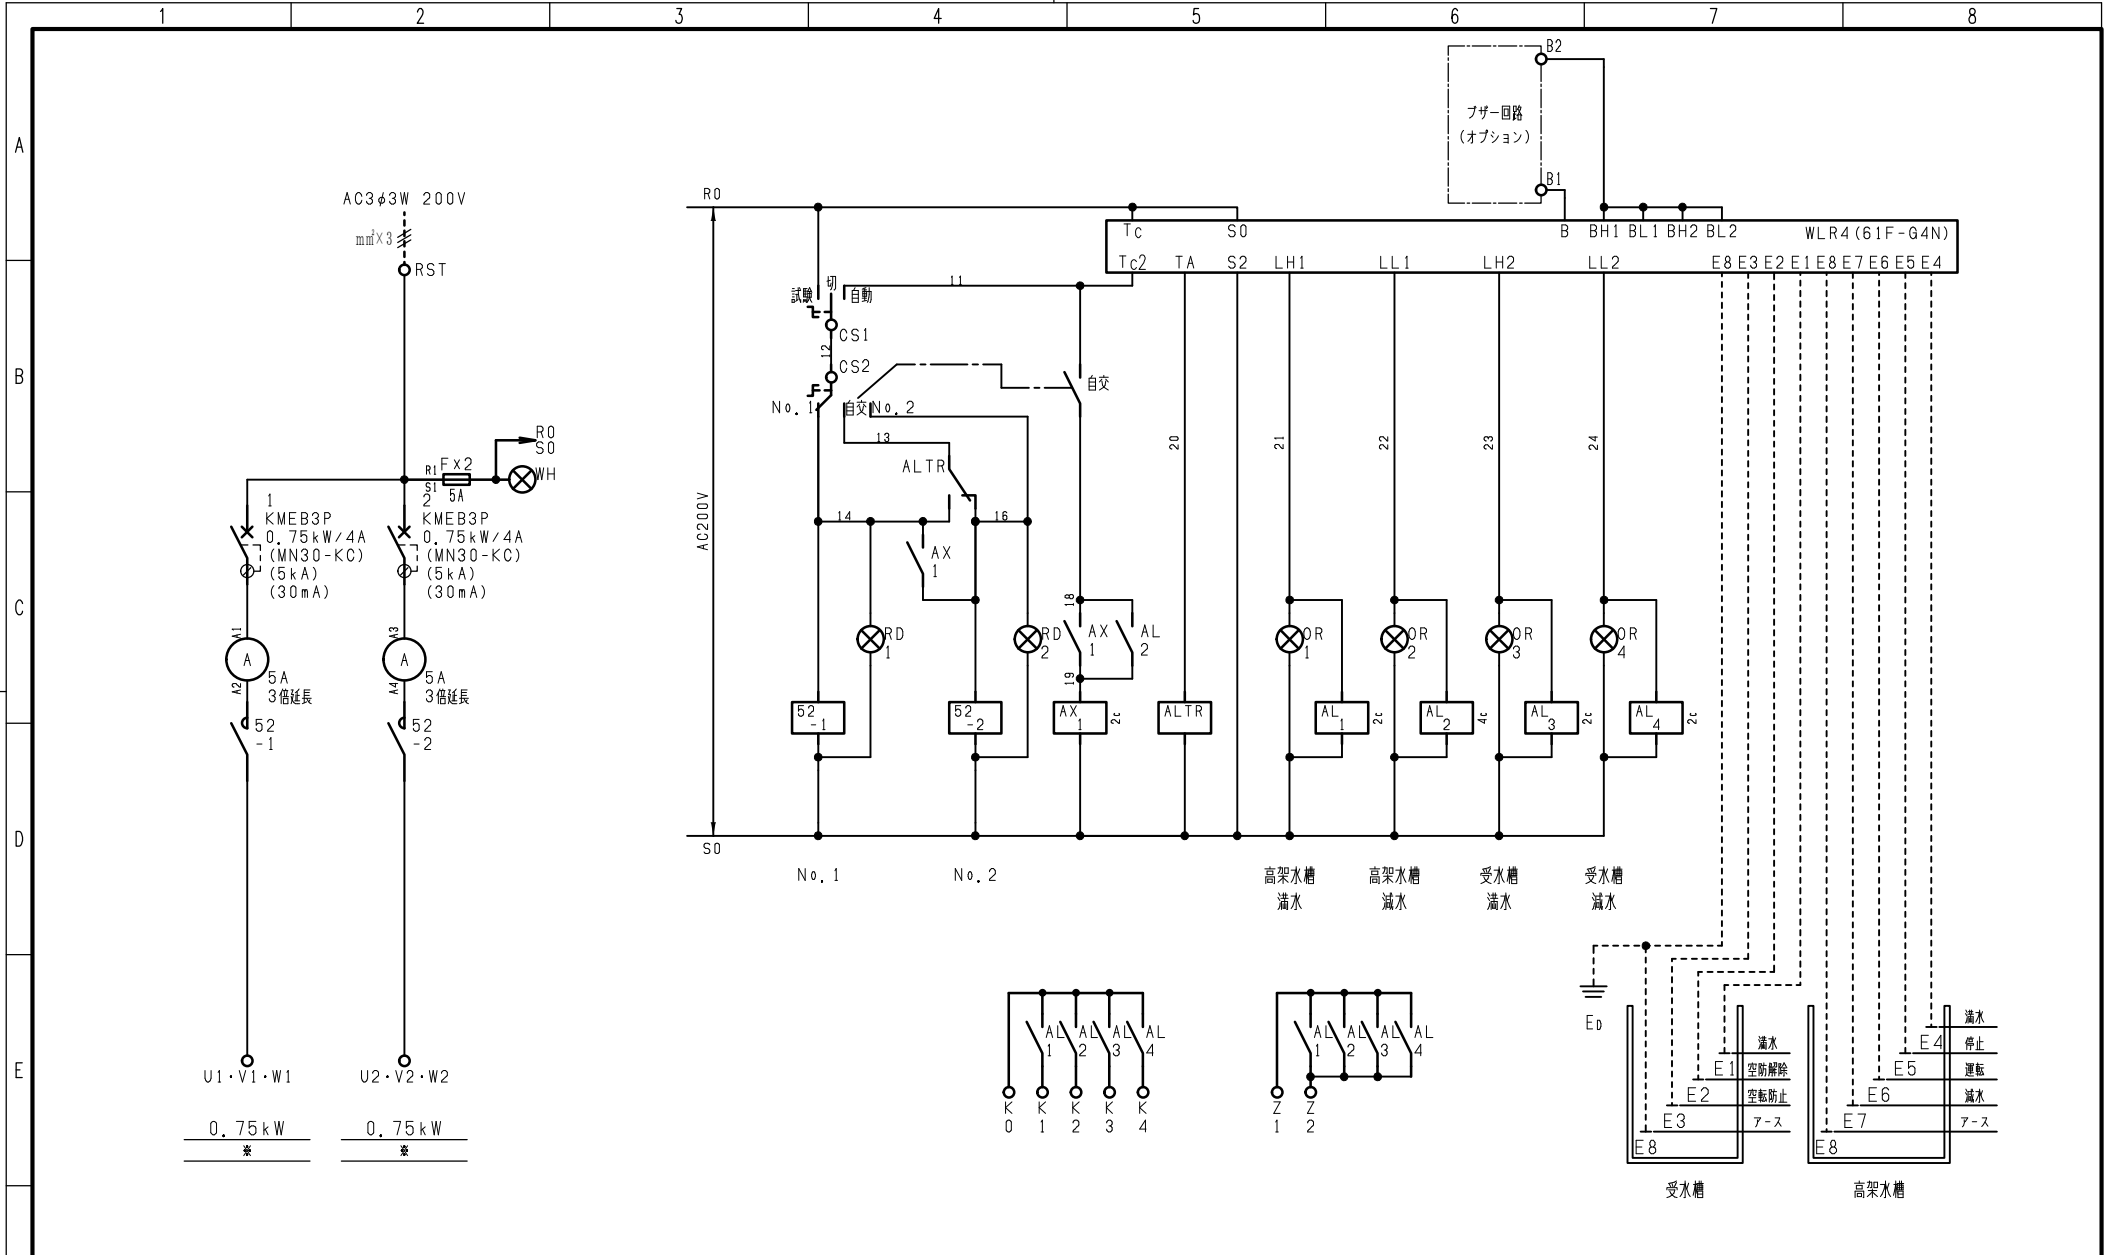 1 2 3 4 5 6 7 8
A
B
C
D
E
AC3φ3W 200V
mm²×3
RST
R0
S0
WH
R1
S1
F×2
5A
1
KMEB3P
0.75kW/4A
(MN30-KC)
(5kA)
(30mA)
2
KMEB3P
0.75kW/4A
(MN30-KC)
(5kA)
(30mA)
A1
A
A2
5A
3倍延長
A3
A
A4
5A
3倍延長
52
-1
52
-2
U1・V1・W1
U2・V2・W2
0.75kW
※
0.75kW
※
R0
AC200V
S0
試験 切 自動
CS1
12
CS2
No.1 自交 No.2
11
自交
13
ALTR
14
16
AX
1
RD
1
RD
2
18
AX
1
AL
2
19
52
-1
52
-2
AX
1
2c
20
ALTR
21
22
23
24
OR
1
OR
2
OR
3
OR
4
AL
1
2c
AL
2
4c
AL
3
2c
AL
4
2c
No.1
No.2
高架水槽
満水
高架水槽
減水
受水槽
満水
受水槽
減水
B2
ブザー回路
(オプション)
B1
Tc S0 B BH1 BL1 BH2 BL2 WLR4(61F-G4N)
Tc2 TA S2 LH1 LL1 LH2 LL2 E8 E3 E2 E1 E8 E7 E6 E5 E4
AL
1
AL
2
AL
3
AL
4
K
0
K
1
K
2
K
3
K
4
AL
1
AL
2
AL
3
AL
4
Z
1
Z
2
ED
満水
E1 空防解除
E2 空転防止
E3 アース
E8
受水槽
満水
E4 停止
E5 運転
E6 減水
E7 アース
E8
高架水槽